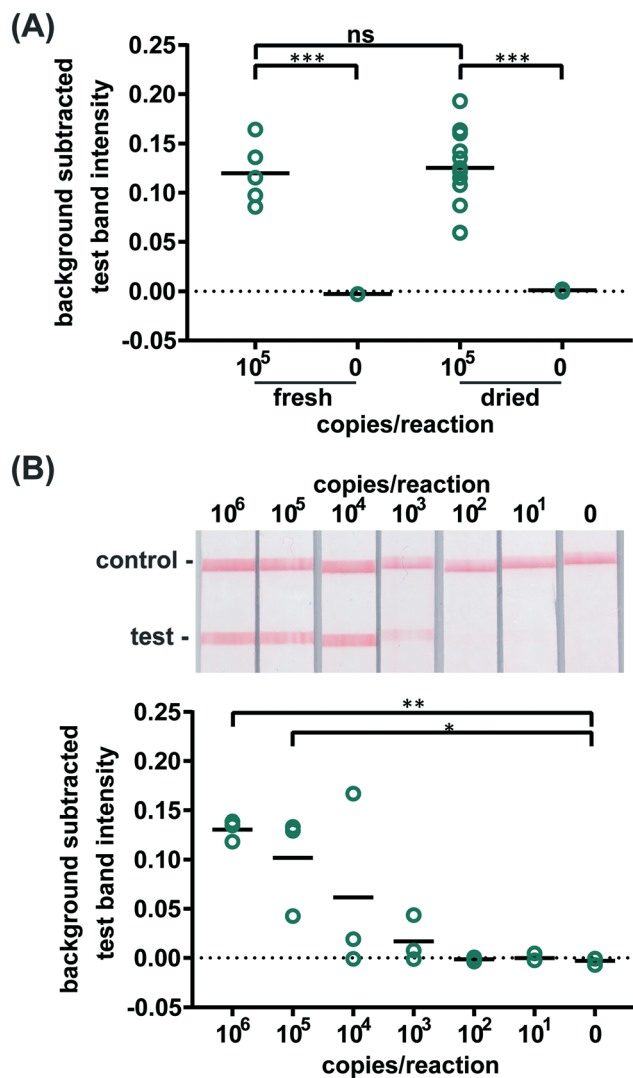 (A)
background subtracted
test band intensity
0.25
0.20
0.15
0.10
0.05
0.00
-0.05
ns
***
***
10⁵ 0 10⁵ 0
fresh dried
copies/reaction
(B)
copies/reaction
10⁶ 10⁵ 10⁴ 10³ 10² 10¹ 0
control -
test -
background subtracted
test band intensity
0.25
0.20
0.15
0.10
0.05
0.00
-0.05
**
*
10⁶ 10⁵ 10⁴ 10³ 10² 10¹ 0
copies/reaction